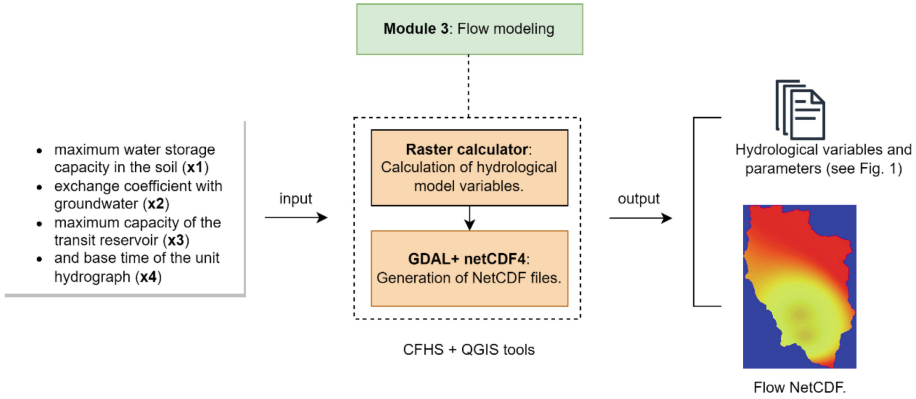 Module 3: Flow modeling
• maximum water storage
capacity in the soil (x1)
• exchange coefficient with
groundwater (x2)
• maximum capacity of the
transit reservoir (x3)
• and base time of the unit
hydrograph (x4)
input
Raster calculator:
Calculation of hydrological
model variables.
GDAL+ netCDF4:
Generation of NetCDF files.
CFHS + QGIS tools
output
Hydrological variables and
parameters (see Fig. 1)
Flow NetCDF.